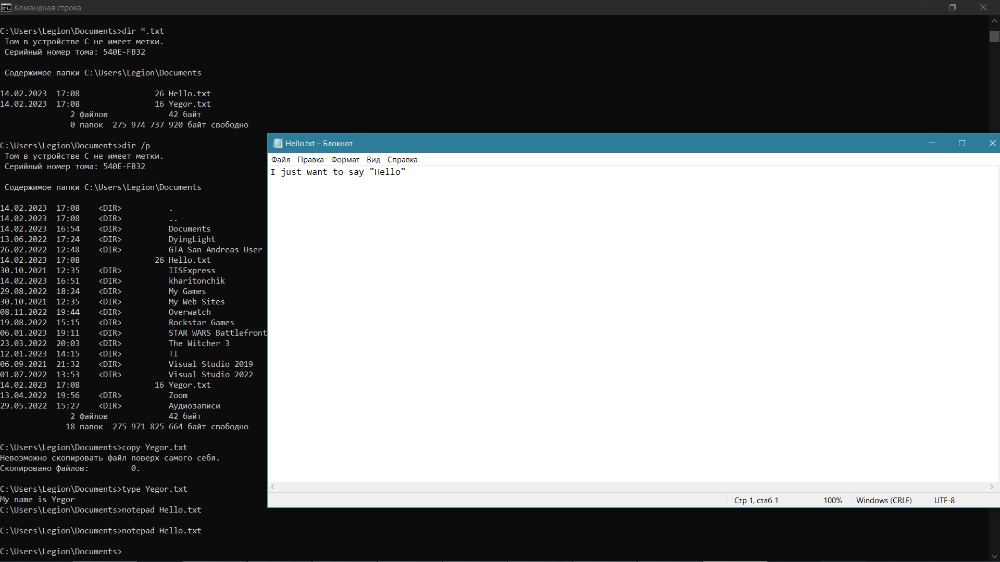 Командная строка
C:\Users\Legion\Documents>dir *.txt
Том в устройстве C не имеет метки.
Серийный номер тома: 540E-FB32
Содержимое папки C:\Users\Legion\Documents
14.02.2023 17:08 26 Hello.txt
14.02.2023 17:08 16 Yegor.txt
2 файлов 42 байт
0 папок 275 974 737 920 байт свободно
C:\Users\Legion\Documents>dir /p
Том в устройстве C не имеет метки.
Серийный номер тома: 540E-FB32
Содержимое папки C:\Users\Legion\Documents
14.02.2023 17:08 <DIR> .
14.02.2023 17:08 <DIR> ..
14.02.2023 16:54 <DIR> Documents
13.06.2022 17:24 <DIR> DyingLight
26.02.2022 12:48 <DIR> GTA San Andreas User
14.02.2023 17:08 26 Hello.txt
30.10.2021 12:35 <DIR> IISExpress
14.02.2023 16:51 <DIR> kharitonchik
29.08.2022 18:24 <DIR> My Games
30.10.2021 12:35 <DIR> My Web Sites
08.11.2022 19:44 <DIR> Overwatch
19.08.2022 15:15 <DIR> Rockstar Games
06.01.2023 19:11 <DIR> STAR WARS Battlefront
23.03.2022 20:03 <DIR> The Witcher 3
12.01.2023 14:15 <DIR> TI
06.09.2021 21:32 <DIR> Visual Studio 2019
01.07.2022 13:53 <DIR> Visual Studio 2022
14.02.2023 17:08 16 Yegor.txt
13.04.2022 19:56 <DIR> Zoom
29.05.2022 15:27 <DIR> Аудиозаписи
2 файлов 42 байт
18 папок 275 971 825 664 байт свободно
C:\Users\Legion\Documents>copy Yegor.txt
Невозможно скопировать файл поверх самого себя.
Скопировано файлов: 0.
C:\Users\Legion\Documents>type Yegor.txt
My name is Yegor
C:\Users\Legion\Documents>notepad Hello.txt
C:\Users\Legion\Documents>notepad Hello.txt
C:\Users\Legion\Documents>
Hello.txt – Блокнот
Файл Правка Формат Вид Справка
I just want to say "Hello"
Стр 1, стлб 1 100% Windows (CRLF) UTF-8